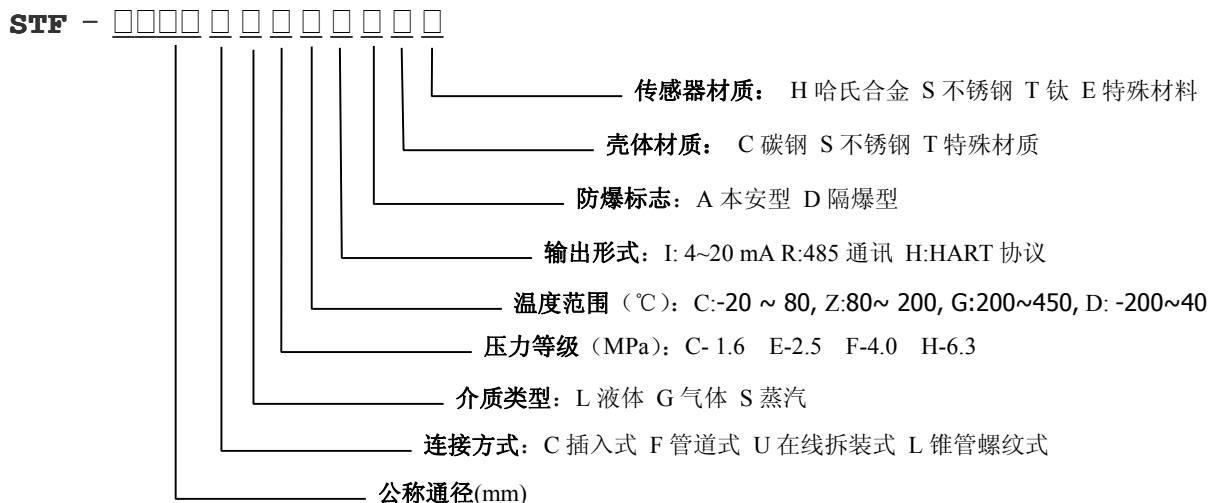 STF - □□□□ □ □ □ □ □ □ □ □
传感器材质： H 哈氏合金 S 不锈钢 T 钛 E 特殊材料
壳体材质： C 碳钢 S 不锈钢 T 特殊材质
防爆标志：A 本安型 D 隔爆型
输出形式：I: 4~20 mA R:485 通讯 H:HART 协议
温度范围（℃）：C:-20 ~ 80, Z:80~ 200, G:200~450, D: -200~40
压力等级（MPa）：C- 1.6 E-2.5 F-4.0 H-6.3
介质类型：L 液体 G 气体 S 蒸汽
连接方式：C 插入式 F 管道式 U 在线拆装式 L 锥管螺纹式
公称通径(mm)